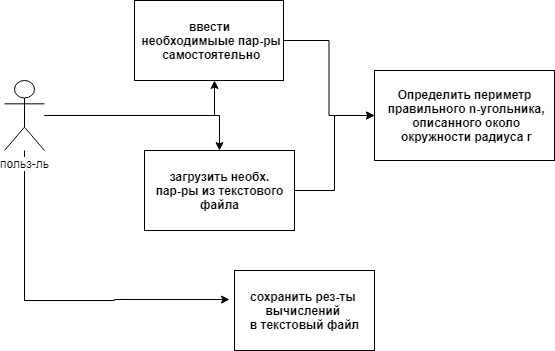 ввести
необходимыые пар-ры
самостоятельно
Определить периметр
правильного n-угольника,
описанного около
окружности радиуса r
польз-ль
загрузить необх.
пар-ры из текстового
файла
сохранить рез-ты
вычислений
в текстовый файл